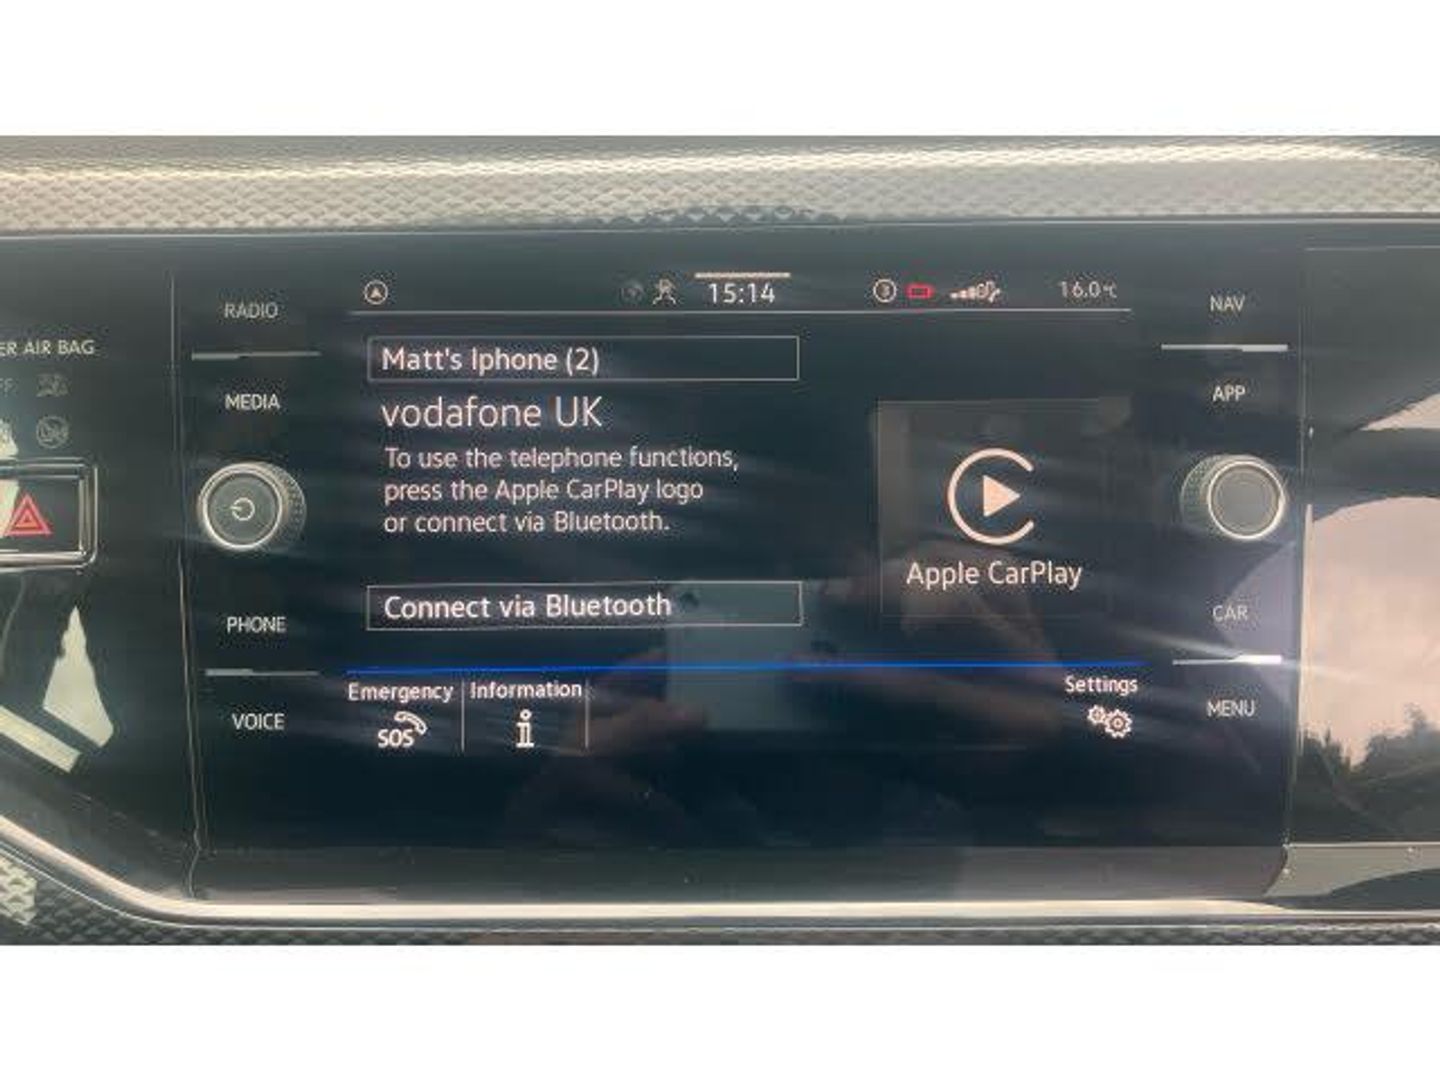 15:14
16.0°C
RADIO
MEDIA
PHONE
VOICE
AIR BAG
Matt's Iphone (2)
vodafone UK
To use the telephone functions,
press the Apple CarPlay logo
or connect via Bluetooth.
Connect via Bluetooth
Apple CarPlay
Emergency
SOS
Information
i
Settings
NAV
APP
CAR
MENU